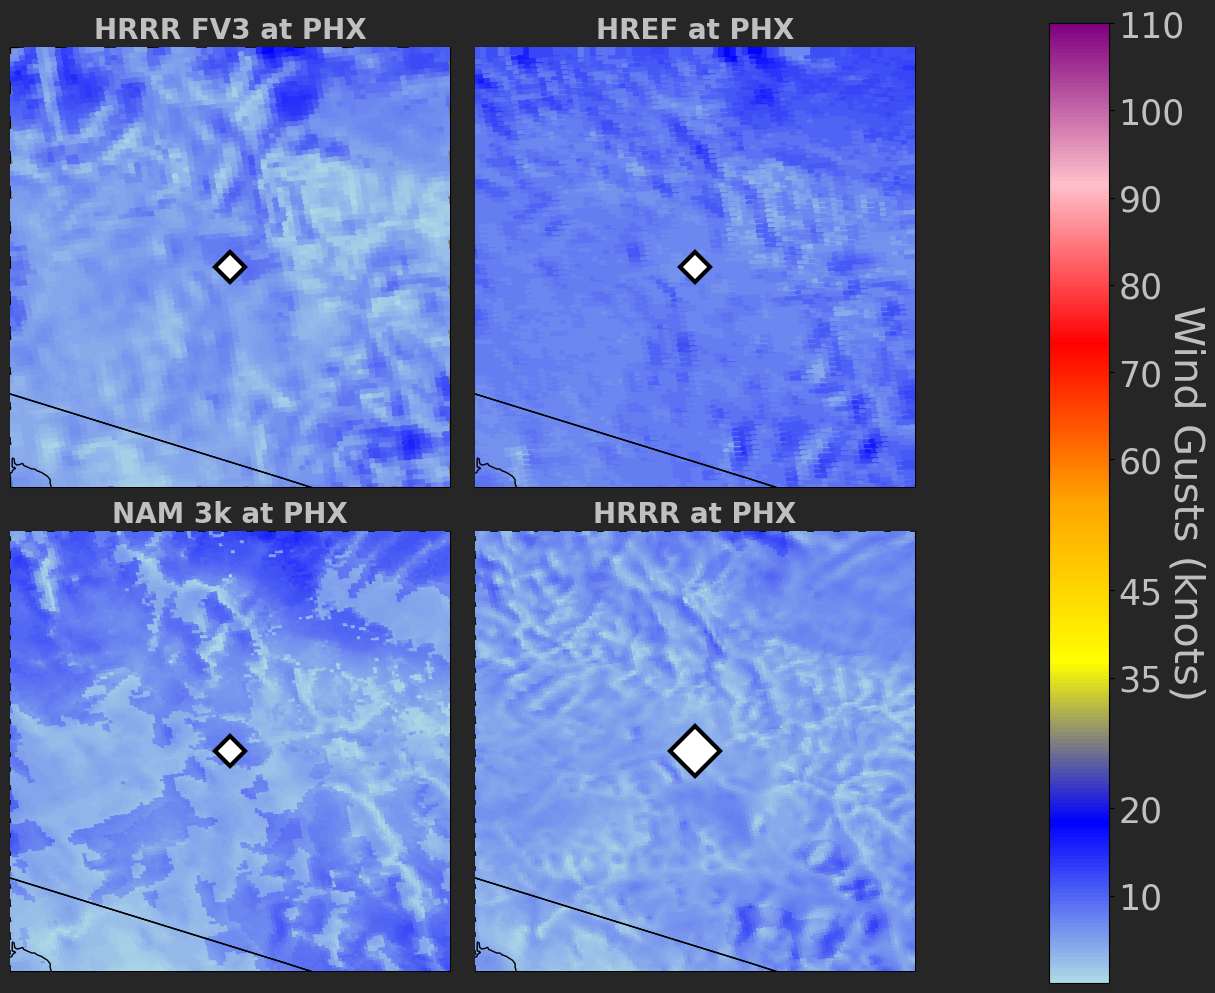 HRRR FV3 at PHX
HREF at PHX
NAM 3k at PHX
HRRR at PHX
110
100
90
80
70
60
45
35
20
10
Wind Gusts (knots)